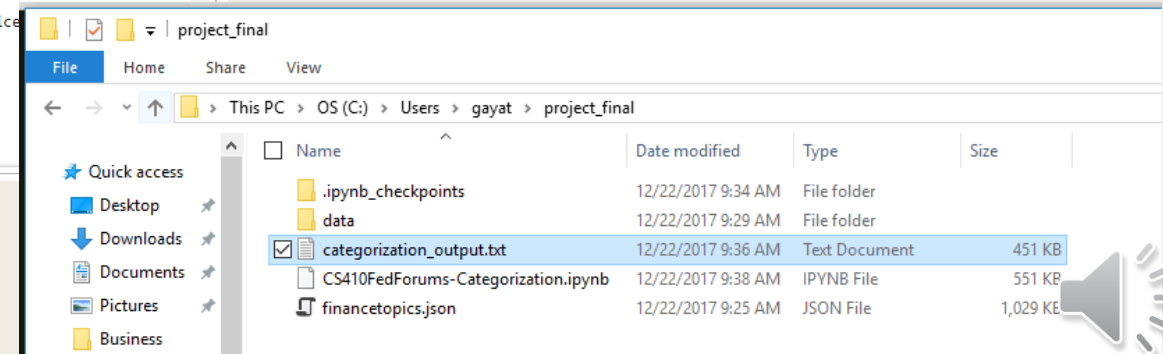 ice
project_final
File Home Share View
This PC > OS (C:) > Users > gayat > project_final
Name Date modified Type Size
Quick access
.ipynb_checkpoints 12/22/2017 9:34 AM File folder
Desktop
data 12/22/2017 9:29 AM File folder
Downloads
categorization_output.txt 12/22/2017 9:36 AM Text Document 451 KB
Documents
CS410FedForums-Categorization.ipynb 12/22/2017 9:38 AM IPYNB File 551 KB
Pictures
financetopics.json 12/22/2017 9:25 AM JSON File 1,029 KB
Business